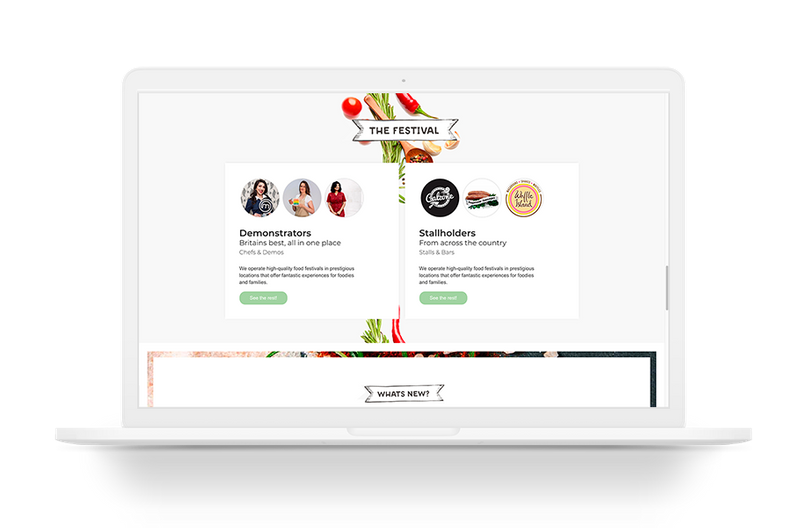 THE FESTIVAL
Demonstrators
Britains best, all in one place
Chefs & Demos
We operate high-quality food festivals in prestigious
locations that offer fantastic experiences for foodies
and families.
See the rest!
Calzone
Waffle
Island
Stallholders
From across the country
Stalls & Bars
We operate high-quality food festivals in prestigious
locations that offer fantastic experiences for foodies
and families.
See the rest!
WHATS NEW?